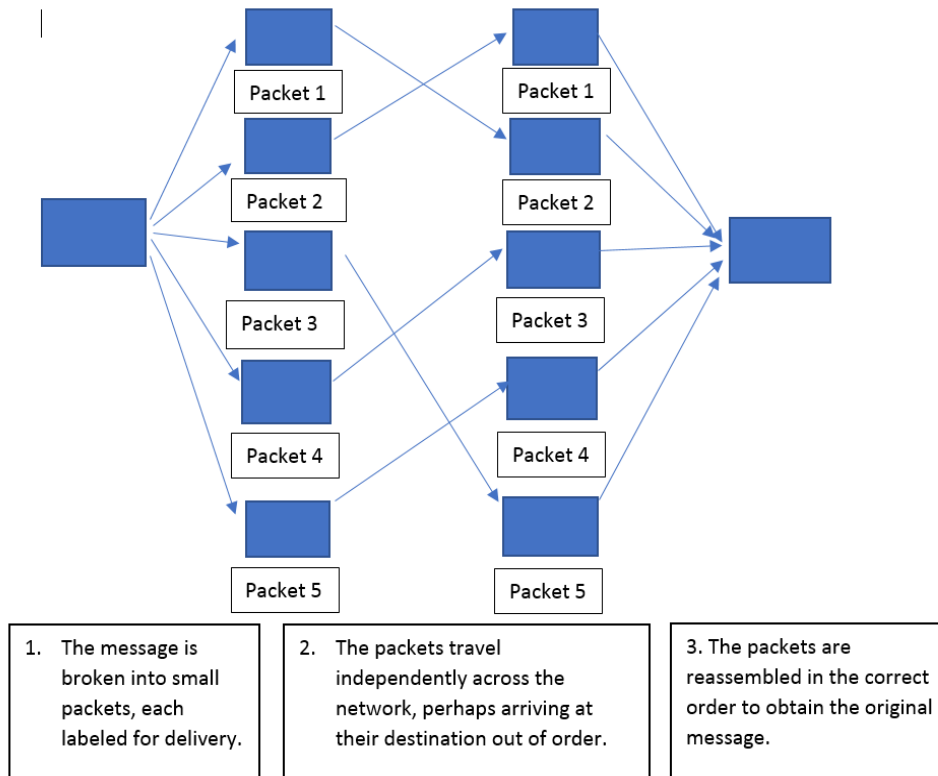 Packet 1
Packet 1
Packet 2
Packet 2
Packet 3
Packet 3
Packet 4
Packet 4
Packet 5
Packet 5
1. The message is
broken into small
packets, each
labeled for delivery.
2. The packets travel
independently across the
network, perhaps arriving at
their destination out of order.
3. The packets are
reassembled in the correct
order to obtain the original
message.